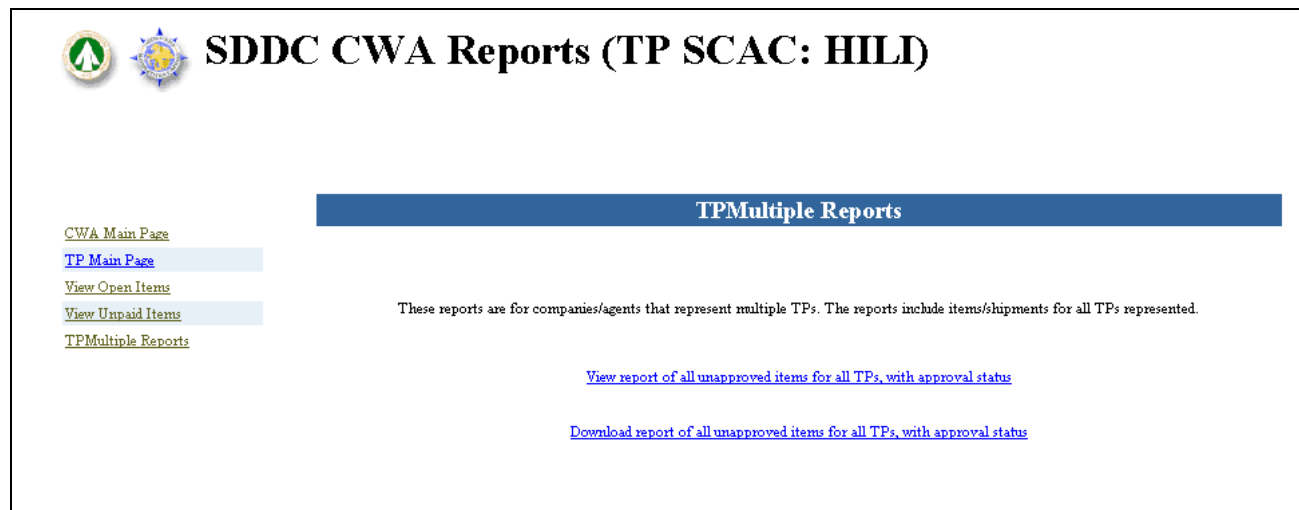 SDDC CWA Reports (TP SCAC: HILI)
TPMultiple Reports
CWA Main Page
TP Main Page
View Open Items
View Unpaid Items
TPMultiple Reports
These reports are for companies/agents that represent multiple TPs. The reports include items/shipments for all TPs represented.
View report of all unapproved items for all TPs, with approval status
Download report of all unapproved items for all TPs, with approval status